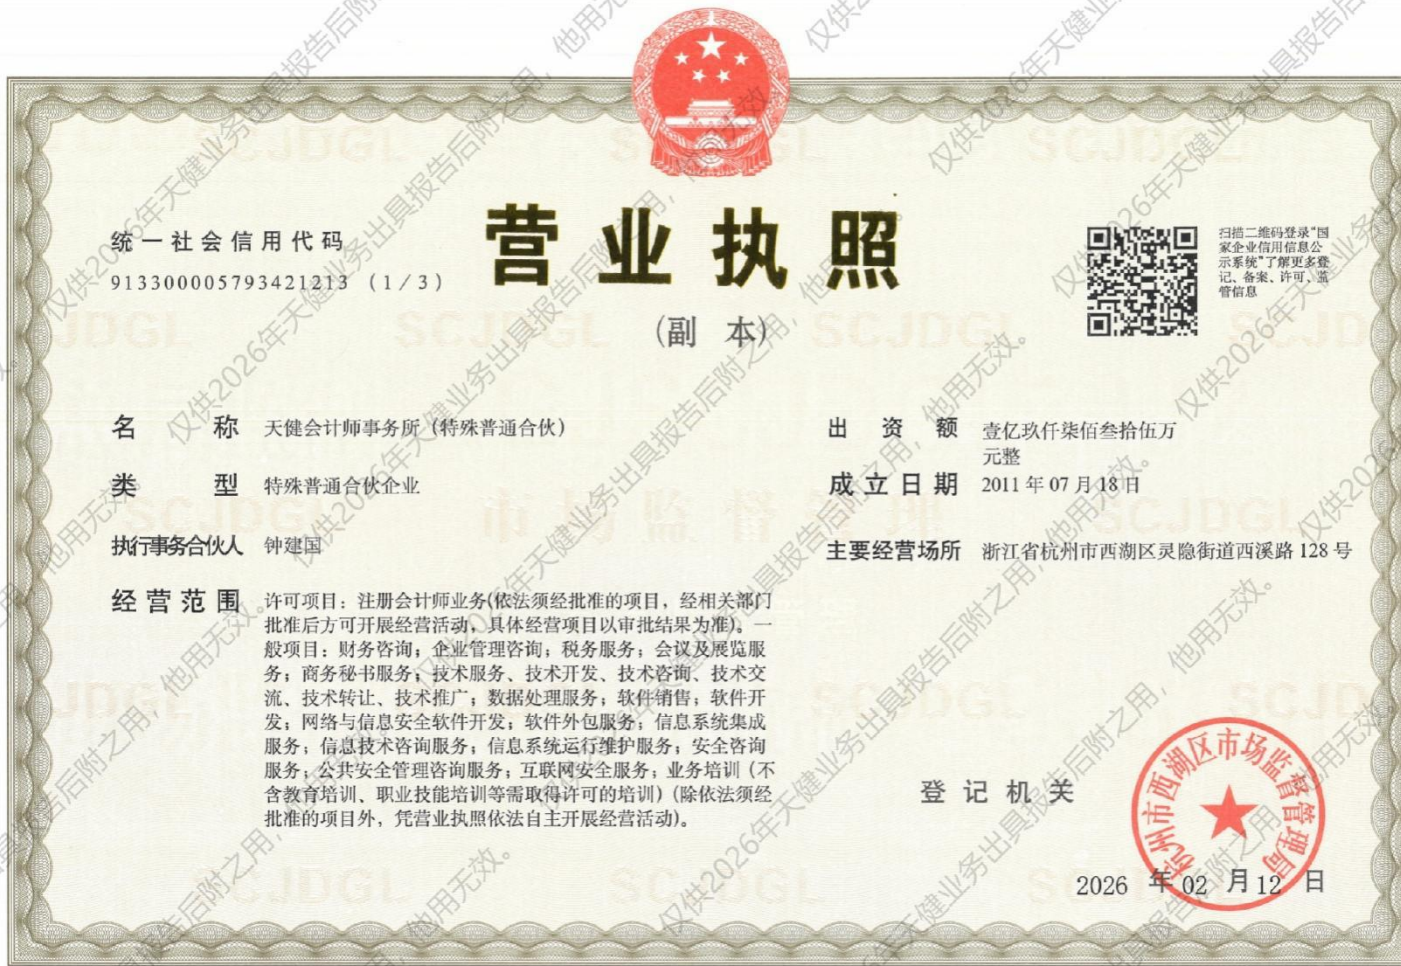 营业执照
(副 本)
统一社会信用代码
913300005793421213 (1/3)
扫描二维码登录“国
家企业信用信息公
示系统”了解更多登
记、备案、许可、监
管信息
名 称 天健会计师事务所（特殊普通合伙）
类 型 特殊普通合伙企业
执行事务合伙人 钟建国
经营范围 许可项目：注册会计师业务(依法须经批准的项目，经相关部门
批准后方可开展经营活动，具体经营项目以审批结果为准)。一
般项目：财务咨询；企业管理咨询；税务服务；会议及展览服
务；商务秘书服务；技术服务、技术开发、技术咨询、技术交
流、技术转让、技术推广；数据处理服务；软件销售；软件开
发；网络与信息安全软件开发；软件外包服务；信息系统集成
服务；信息技术咨询服务；信息系统运行维护服务；安全咨询
服务；公共安全管理咨询服务；互联网安全服务；业务培训（不
含教育培训、职业技能培训等需取得许可的培训）(除依法须经
批准的项目外，凭营业执照依法自主开展经营活动)。
出 资 额 壹亿玖仟柒佰叁拾伍万
元整
成立日期 2011年07月18日
主要经营场所 浙江省杭州市西湖区灵隐街道西溪路128号
登记机关
杭州市西湖区市场监督管理局
2026 年 02 月 12 日
仅供2026年天健业务出具报告后附之用，他用无效。
SCJDGL
市场监督管理